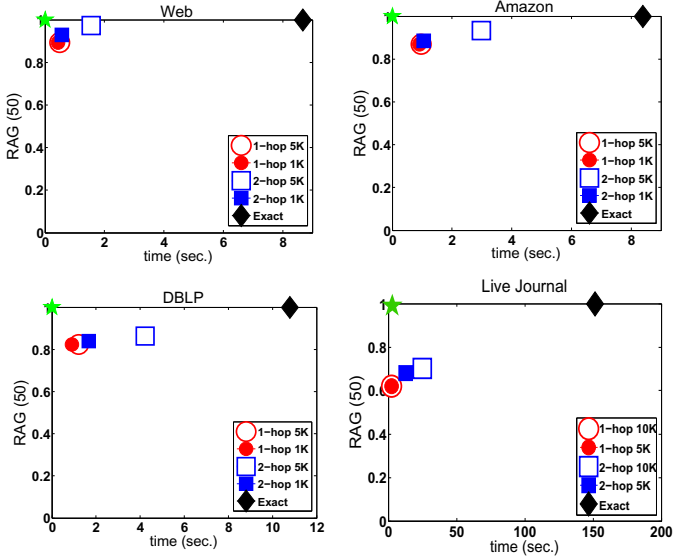 Web
1
0.8
0.6
0.4
0.2
0
RAG (50)
1-hop 5K
1-hop 1K
2-hop 5K
2-hop 1K
Exact
0 2 4 6 8
time (sec.)
Amazon
1
0.8
0.6
0.4
0.2
0
RAG (50)
1-hop 5K
1-hop 1K
2-hop 5K
2-hop 1K
Exact
0 2 4 6 8
time (sec.)
DBLP
1
0.8
0.6
0.4
0.2
0
RAG (50)
1-hop 5K
1-hop 1K
2-hop 5K
2-hop 1K
Exact
0 2 4 6 8 10 12
time (sec.)
Live Journal
1
0.8
0.6
0.4
0.2
0
RAG (50)
1-hop 10K
1-hop 5K
2-hop 10K
2-hop 5K
Exact
0 50 100 150 200
time (sec.)